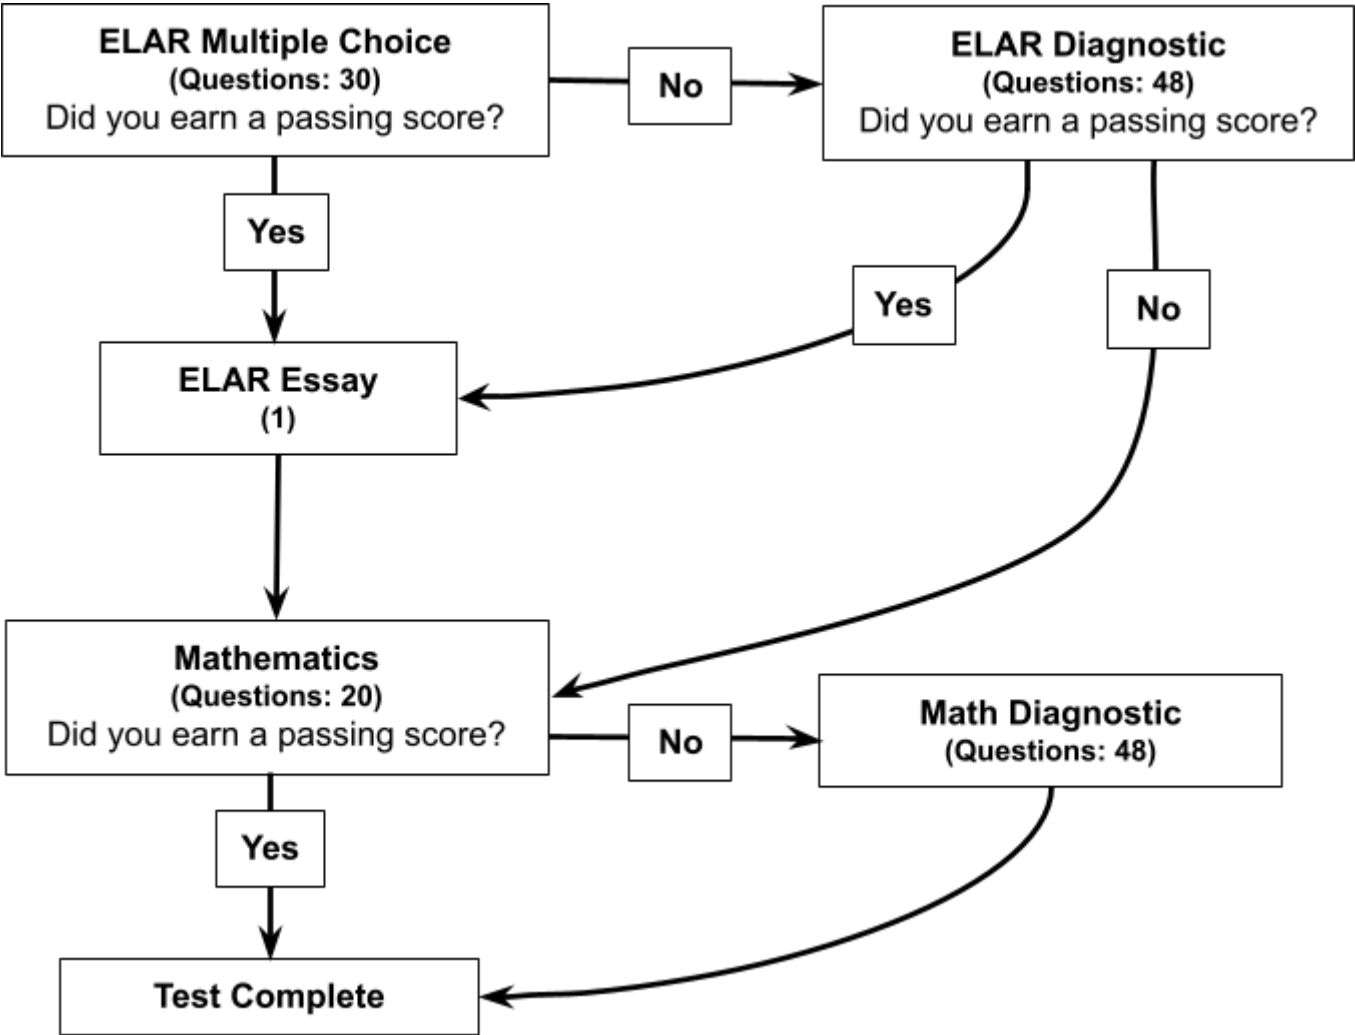 ELAR Multiple Choice
(Questions: 30)
Did you earn a passing score?
No
ELAR Diagnostic
(Questions: 48)
Did you earn a passing score?
Yes
Yes
No
ELAR Essay
(1)
Mathematics
(Questions: 20)
Did you earn a passing score?
No
Math Diagnostic
(Questions: 48)
Yes
Test Complete